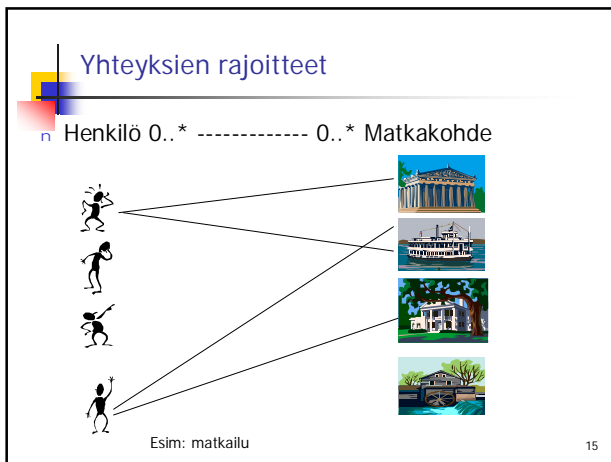 Yhteyksien rajoitteet
n Henkilö 0..* ------------- 0..* Matkakohde
Esim: matkailu
15